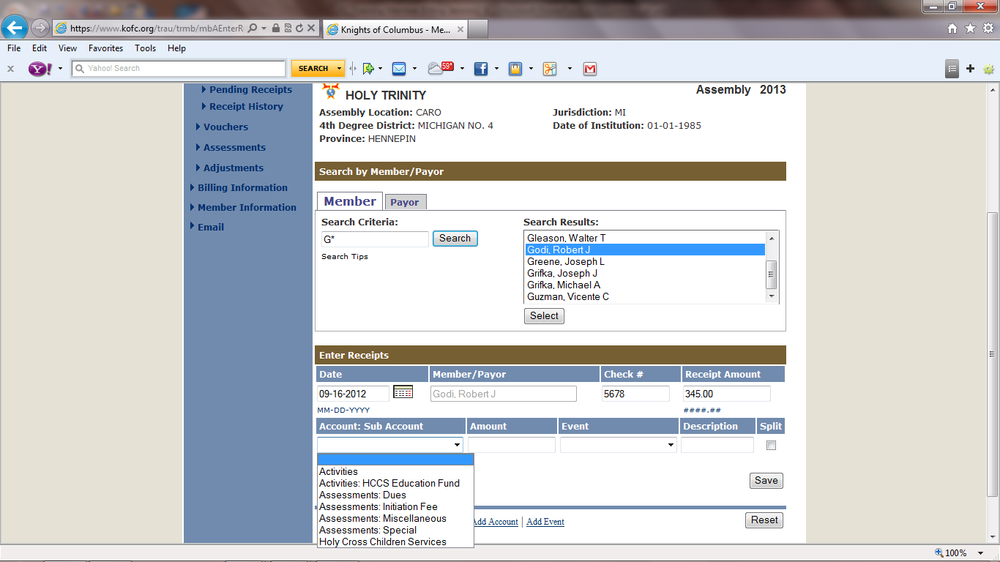 https://www.kofc.org/trau/trmb/mbAEnterR
Knights of Columbus - Me...
File Edit View Favorites Tools Help
Y! Yahoo! Search SEARCH 59°
Pending Receipts
Receipt History
Vouchers
Assessments
Adjustments
Billing Information
Member Information
Email
HOLY TRINITY
Assembly 2013
Assembly Location: CARO
Jurisdiction: MI
4th Degree District: MICHIGAN NO. 4
Date of Institution: 01-01-1985
Province: HENNEPIN
Search by Member/Payor
Member Payor
Search Criteria:
G* Search
Search Tips
Search Results:
Gleason, Walter T
Godi, Robert J
Greene, Joseph L
Grifka, Joseph J
Grifka, Michael A
Guzman, Vicente C
Select
Enter Receipts
Date Member/Payor Check # Receipt Amount
09-16-2012 Godi, Robert J 5678 345.00
MM-DD-YYYY ####.##
Account: Sub Account Amount Event Description Split
Activities
Activities: HCCS Education Fund
Assessments: Dues
Assessments: Initiation Fee
Assessments: Miscellaneous
Assessments: Special
Holy Cross Children Services
Save
Add Account | Add Event
Reset
100%